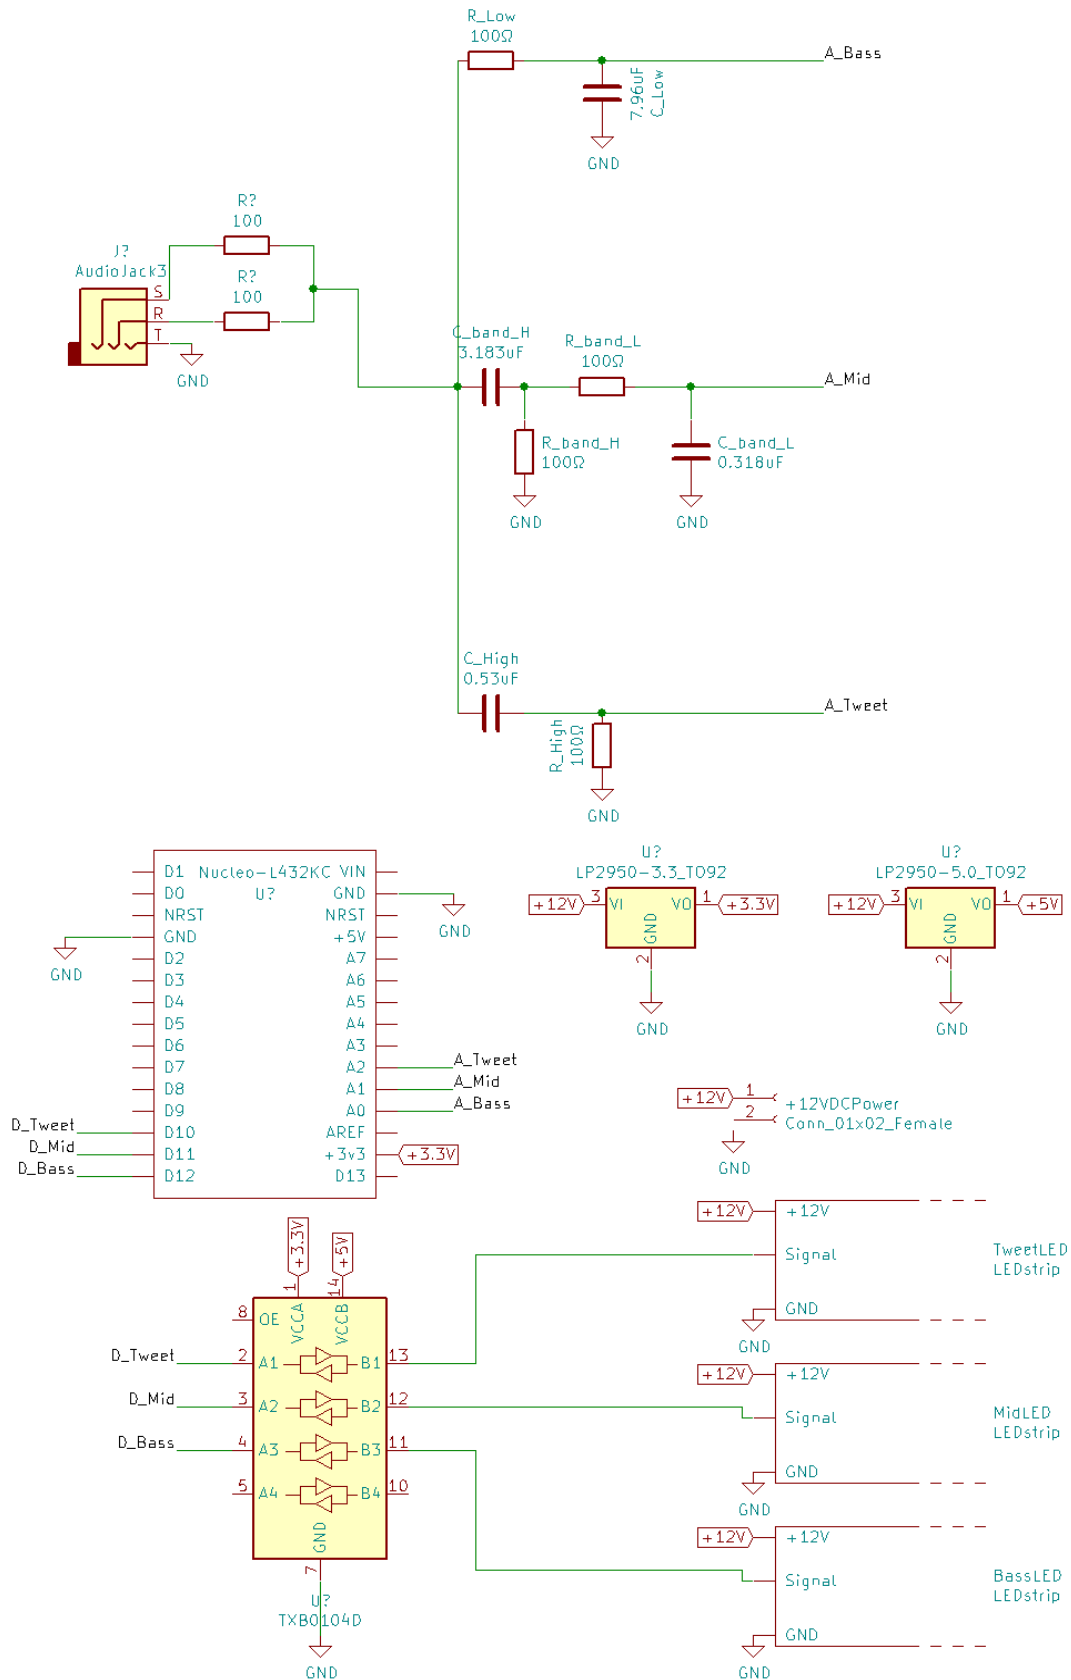 R_Low
100Ω
A_Bass
7.96uF
C_Low
GND
R?
100
J?
AudioJack3
R?
100
S
R
T
GND
C_band_H
3.183uF
R_band_L
100Ω
A_Mid
R_band_H
100Ω
C_band_L
0.318uF
GND
GND
C_High
0.53uF
A_Tweet
R_High
100Ω
GND
Nucleo-L432KC
U?
D1
D0
NRST
GND
D2
D3
D4
D5
D6
D7
D8
D9
D10
D11
D12
VIN
GND
NRST
+5V
A7
A6
A5
A4
A3
A2
A1
A0
AREF
+3v3
D13
GND
GND
A_Tweet
A_Mid
A_Bass
+3.3V
D_Tweet
D_Mid
D_Bass
U?
LP2950-3.3_TO92
+12V
3
VI
VO
1
+3.3V
GND
2
GND
U?
LP2950-5.0_TO92
+12V
3
VI
VO
1
+5V
GND
2
GND
+12V
1
2
+12VDCPower
Conn_01x02_Female
GND
+3.3V
+5V
1
14
VCCA
VCCB
8
OE
D_Tweet
2
A1
B1
13
D_Mid
3
A2
B2
12
D_Bass
4
A3
B3
11
5
A4
B4
10
GND
7
U?
TXB0104D
GND
+12V
+12V
Signal
GND
GND
TweetLED
LEDstrip
+12V
+12V
Signal
GND
GND
MidLED
LEDstrip
+12V
+12V
Signal
GND
GND
BassLED
LEDstrip